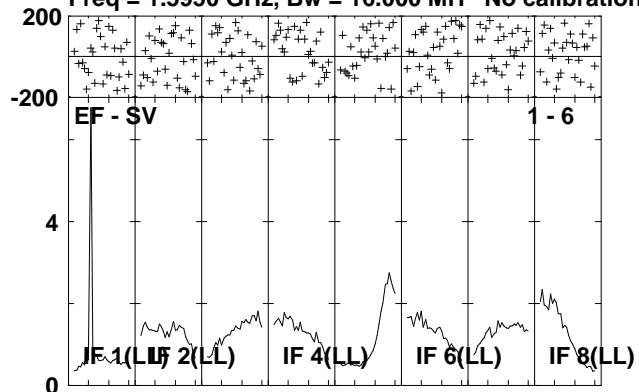 Freq = 1.5950 GHz, Bw = 16.000 MH No calibration
200
-200
EF - SV 1 - 6
4
IF 1(LL) IF 2(LL) IF 4(LL) IF 6(LL) IF 8(LL)
0